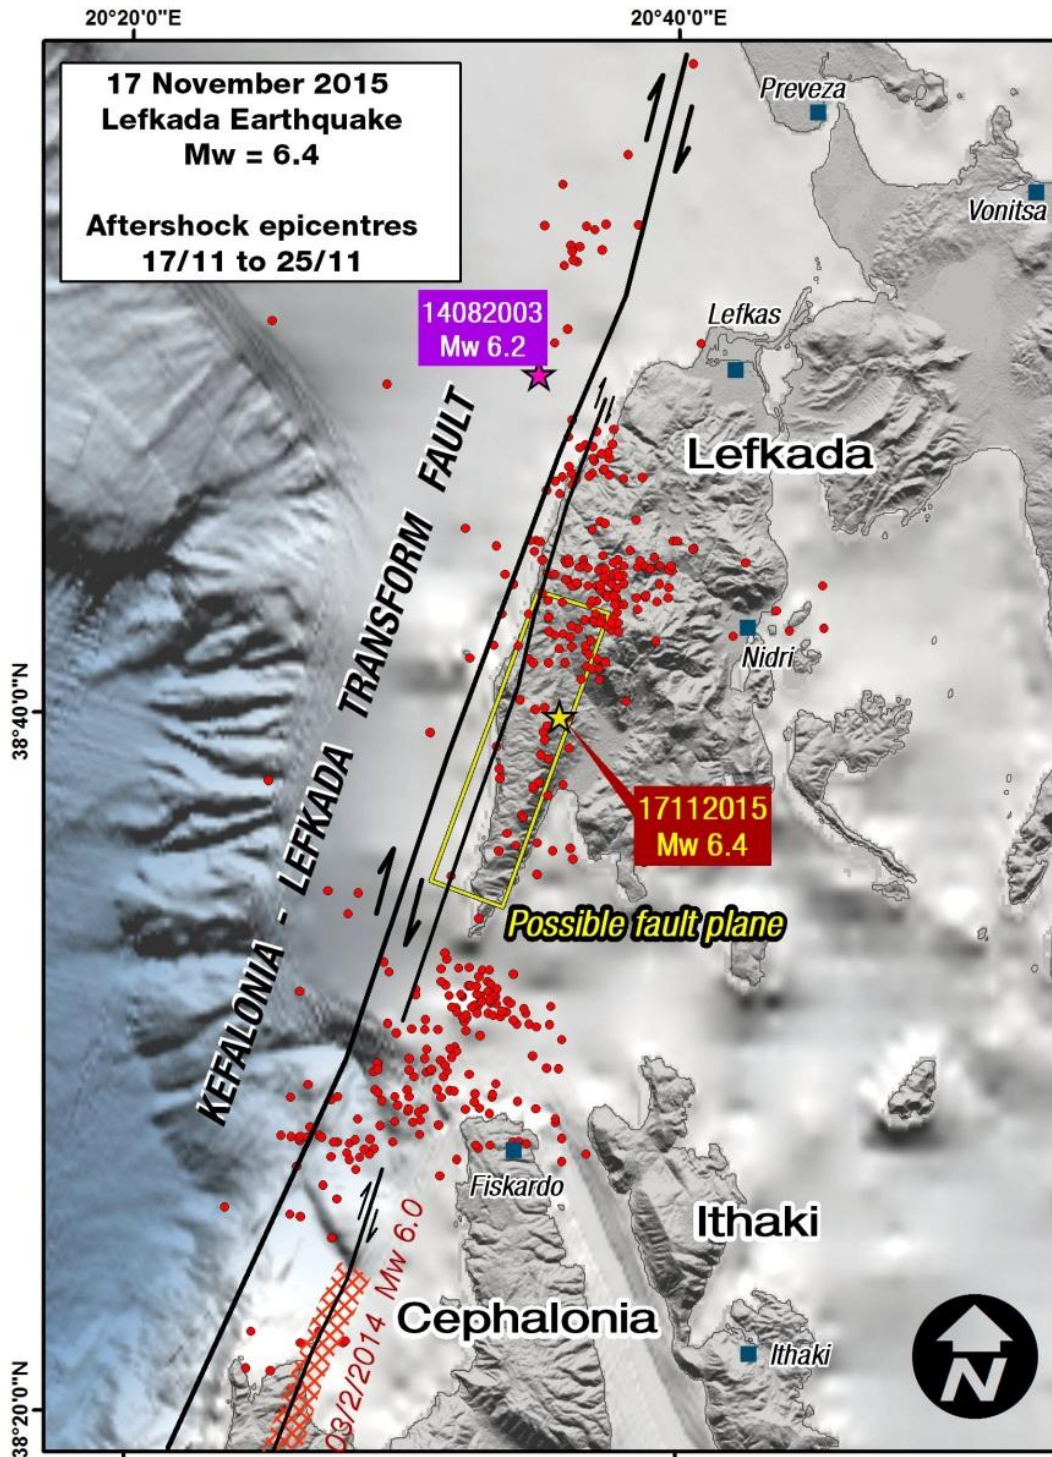 20°20'0"E
20°40'0"E
17 November 2015
Lefkada Earthquake
Mw = 6.4
Aftershock epicentres
17/11 to 25/11
Preveza
Vonitsa
14082003
Mw 6.2
Lefkas
Lefkada
KEFALONIA - LEFKADA TRANSFORM FAULT
Nidri
38°40'0"N
17112015
Mw 6.4
Possible fault plane
Fiskardo
Ithaki
03/2/2014 Mw 6.0
Cephalonia
Ithaki
N
38°20'0"N